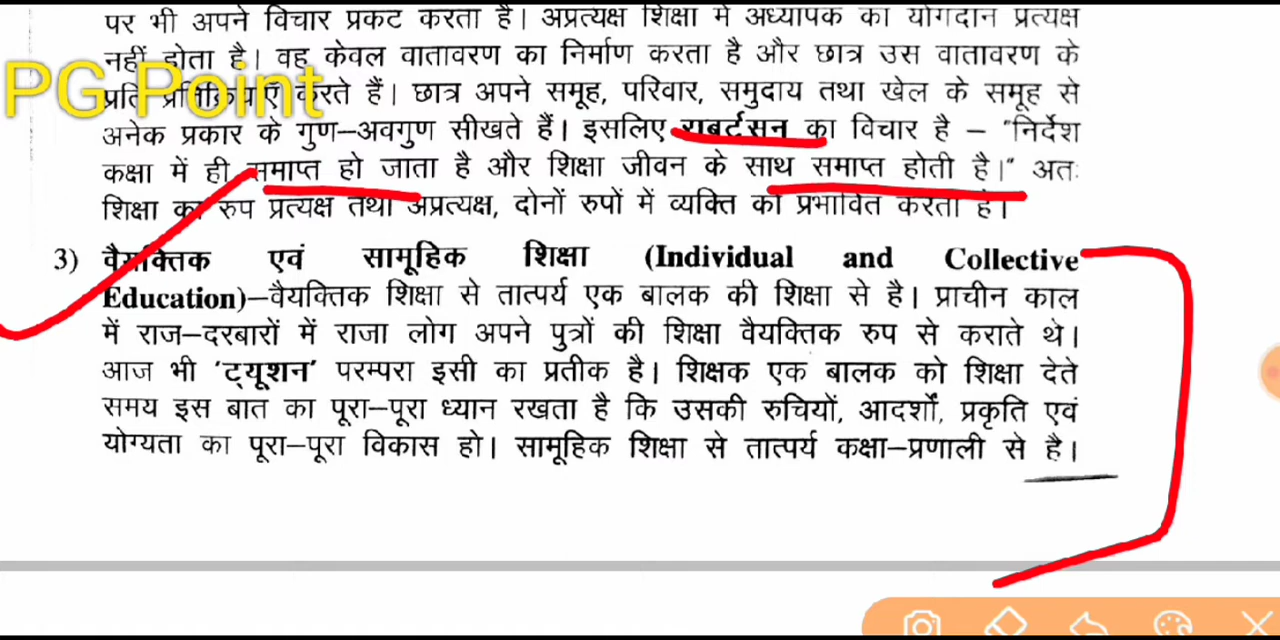 पर भी अपने विचार प्रकट करता है। अप्रत्यक्ष शिक्षा में अध्यापक का योगदान प्रत्यक्ष
नहीं होता है। वह केवल वातावरण का निर्माण करता है और छात्र उस वातावरण के
PG Point
प्रति प्रतिक्रियाएँ करते हैं। छात्र अपने समूह, परिवार, समुदाय तथा खेल के समूह से
अनेक प्रकार के गुण–अवगुण सीखते हैं। इसलिए राबर्टसन का विचार है – "निर्देश
कक्षा में ही समाप्त हो जाता है और शिक्षा जीवन के साथ समाप्त होती है।" अतः
शिक्षा का रुप प्रत्यक्ष तथा अप्रत्यक्ष, दोनों रुपों में व्यक्ति को प्रभावित करता है।
3) वैयक्तिक एवं सामूहिक शिक्षा (Individual and Collective
Education)–वैयक्तिक शिक्षा से तात्पर्य एक बालक की शिक्षा से है। प्राचीन काल
में राज–दरबारों में राजा लोग अपने पुत्रों की शिक्षा वैयक्तिक रुप से कराते थे।
आज भी 'ट्यूशन' परम्परा इसी का प्रतीक है। शिक्षक एक बालक को शिक्षा देते
समय इस बात का पूरा–पूरा ध्यान रखता है कि उसकी रुचियों, आदर्शों, प्रकृति एवं
योग्यता का पूरा–पूरा विकास हो। सामूहिक शिक्षा से तात्पर्य कक्षा–प्रणाली से है।